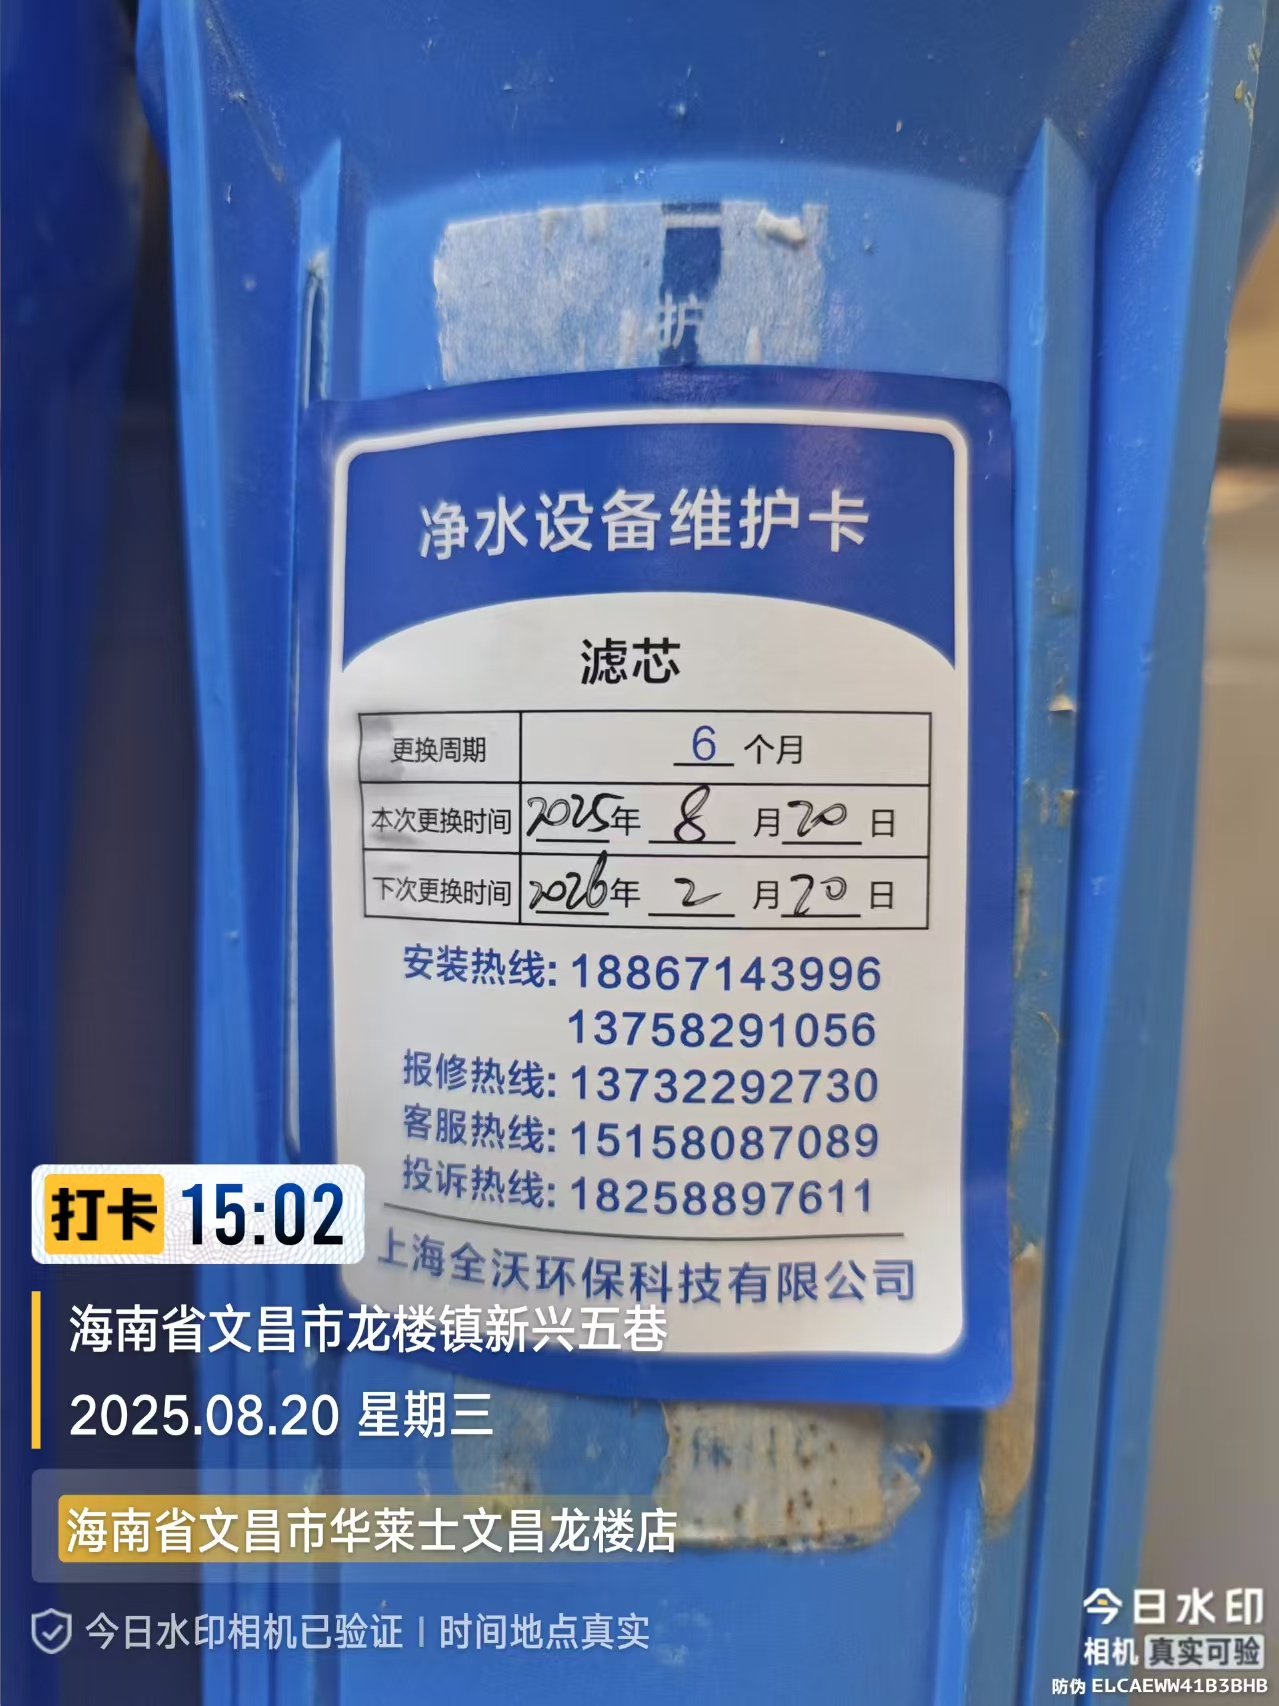 护
净水设备维护卡
滤芯
更换周期 6 个月
本次更换时间 2025年 8 月 20 日
下次更换时间 2026年 2 月 20 日
安装热线: 18867143996
13758291056
报修热线: 13732292730
客服热线: 15158087089
投诉热线: 18258897611
上海全沃环保科技有限公司
打卡 15:02
海南省文昌市龙楼镇新兴五巷
2025.08.20 星期三
海南省文昌市华莱士文昌龙楼店
今日水印相机已验证 | 时间地点真实
今日水印
相机 真实可验
防伪 ELCAEWW41B3BHB